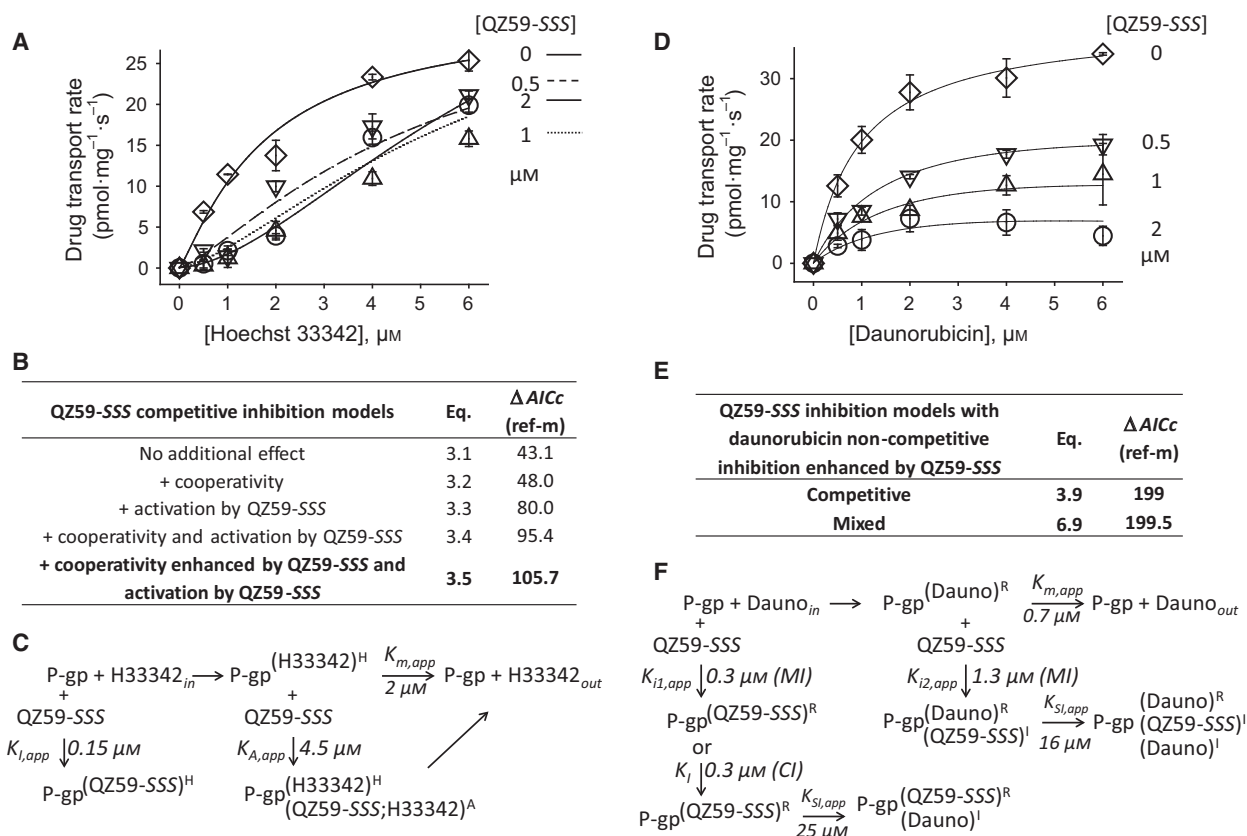 A
[QZ59-SSS]
0
0.5
2
1
µM
25
20
15
10
5
0
Drug transport rate
(pmol·mg⁻¹·s⁻¹)
0 1 2 3 4 5 6
[Hoechst 33342], µM
B
QZ59-SSS competitive inhibition models Eq. Δ AICc (ref-m)
No additional effect 3.1 43.1
+ cooperativity 3.2 48.0
+ activation by QZ59-SSS 3.3 80.0
+ cooperativity and activation by QZ59-SSS 3.4 95.4
+ cooperativity enhanced by QZ59-SSS and
activation by QZ59-SSS 3.5 105.7
C
P-gp + H33342in P-gp(H33342)H Km,app 2 µM P-gp + H33342out
+ +
QZ59-SSS QZ59-SSS
KI,app 0.15 µM KA,app 4.5 µM
P-gp(QZ59-SSS)H P-gp(H33342)H
(QZ59-SSS;H33342)A
D
[QZ59-SSS]
0
0.5
1
2
µM
30
20
10
0
Drug transport rate
(pmol·mg⁻¹·s⁻¹)
0 1 2 3 4 5 6
[Daunorubicin], µM
E
QZ59-SSS inhibition models with
daunorubicin non-competitive
inhibition enhanced by QZ59-SSS Eq. Δ AICc (ref-m)
Competitive 3.9 199
Mixed 6.9 199.5
F
P-gp + Daunoin P-gp(Dauno)R Km,app 0.7 µM P-gp + Daunoout
+ +
QZ59-SSS QZ59-SSS
Ki1,app 0.3 µM (MI) Ki2,app 1.3 µM (MI)
P-gp(QZ59-SSS)R P-gp(Dauno)R (QZ59-SSS)I KSI,app 16 µM P-gp (Dauno)R (QZ59-SSS)I (Dauno)I
or
KI 0.3 µM (CI)
P-gp(QZ59-SSS)R KSI,app 25 µM P-gp (QZ59-SSS)R (Dauno)I